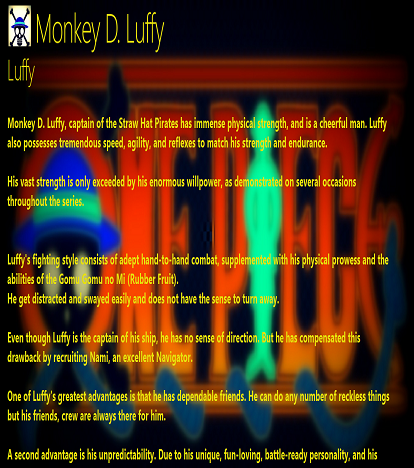 Monkey D. Luffy
Luffy
Monkey D. Luffy, captain of the Straw Hat Pirates has immense physical strength, and is a cheerful man. Luffy
also possesses tremendous speed, agility, and reflexes to match his strength and endurance.
His vast strength is only exceeded by his enormous willpower, as demonstrated on several occasions
throughout the series.
Luffy's fighting style consists of adept hand-to-hand combat, supplemented with his physical prowess and the
abilities of the Gomu Gomu no Mi (Rubber Fruit).
He get distracted and swayed easily and does not have the sense to turn away.
Even though Luffy is the captain of his ship, he has no sense of direction. But he has compensated this
drawback by recruiting Nami, an excellent Navigator.
One of Luffy's greatest advantages is that he has dependable friends. He can do any number of reckless things
but his friends, crew are always there for him.
A second advantage is his unpredictability. Due to his unique, fun-loving, battle-ready personality, and his
ONE PIECE